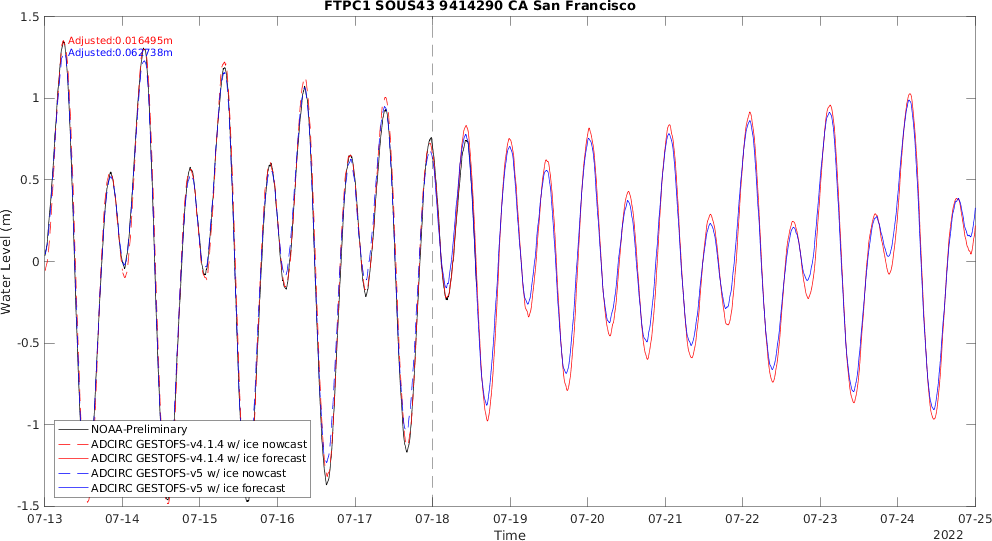 FTPC1 SOUS43 9414290 CA San Francisco
Adjusted:0.016495m
Adjusted:0.062738m
Water Level (m)
1.5
1
0.5
0
-0.5
-1
-1.5
NOAA-Preliminary
ADCIRC GESTOFS-v4.1.4 w/ ice nowcast
ADCIRC GESTOFS-v4.1.4 w/ ice forecast
ADCIRC GESTOFS-v5 w/ ice nowcast
ADCIRC GESTOFS-v5 w/ ice forecast
07-13 07-14 07-15 07-16 07-17 07-18 07-19 07-20 07-21 07-22 07-23 07-24 07-25
Time
2022